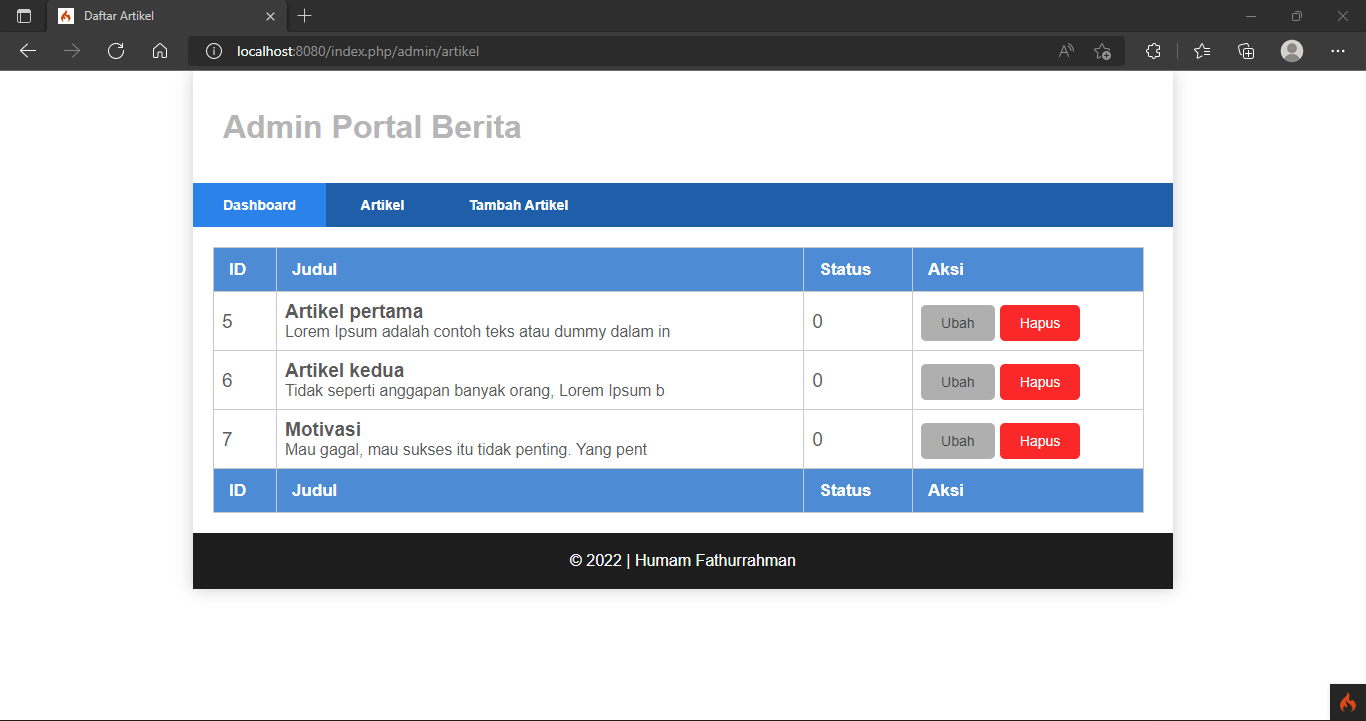 Daftar Artikel
localhost:8080/index.php/admin/artikel
Admin Portal Berita
Dashboard Artikel Tambah Artikel
ID Judul Status Aksi
5 Artikel pertama 0 Ubah Hapus
Lorem Ipsum adalah contoh teks atau dummy dalam in
6 Artikel kedua 0 Ubah Hapus
Tidak seperti anggapan banyak orang, Lorem Ipsum b
7 Motivasi 0 Ubah Hapus
Mau gagal, mau sukses itu tidak penting. Yang pent
ID Judul Status Aksi
© 2022 | Humam Fathurrahman